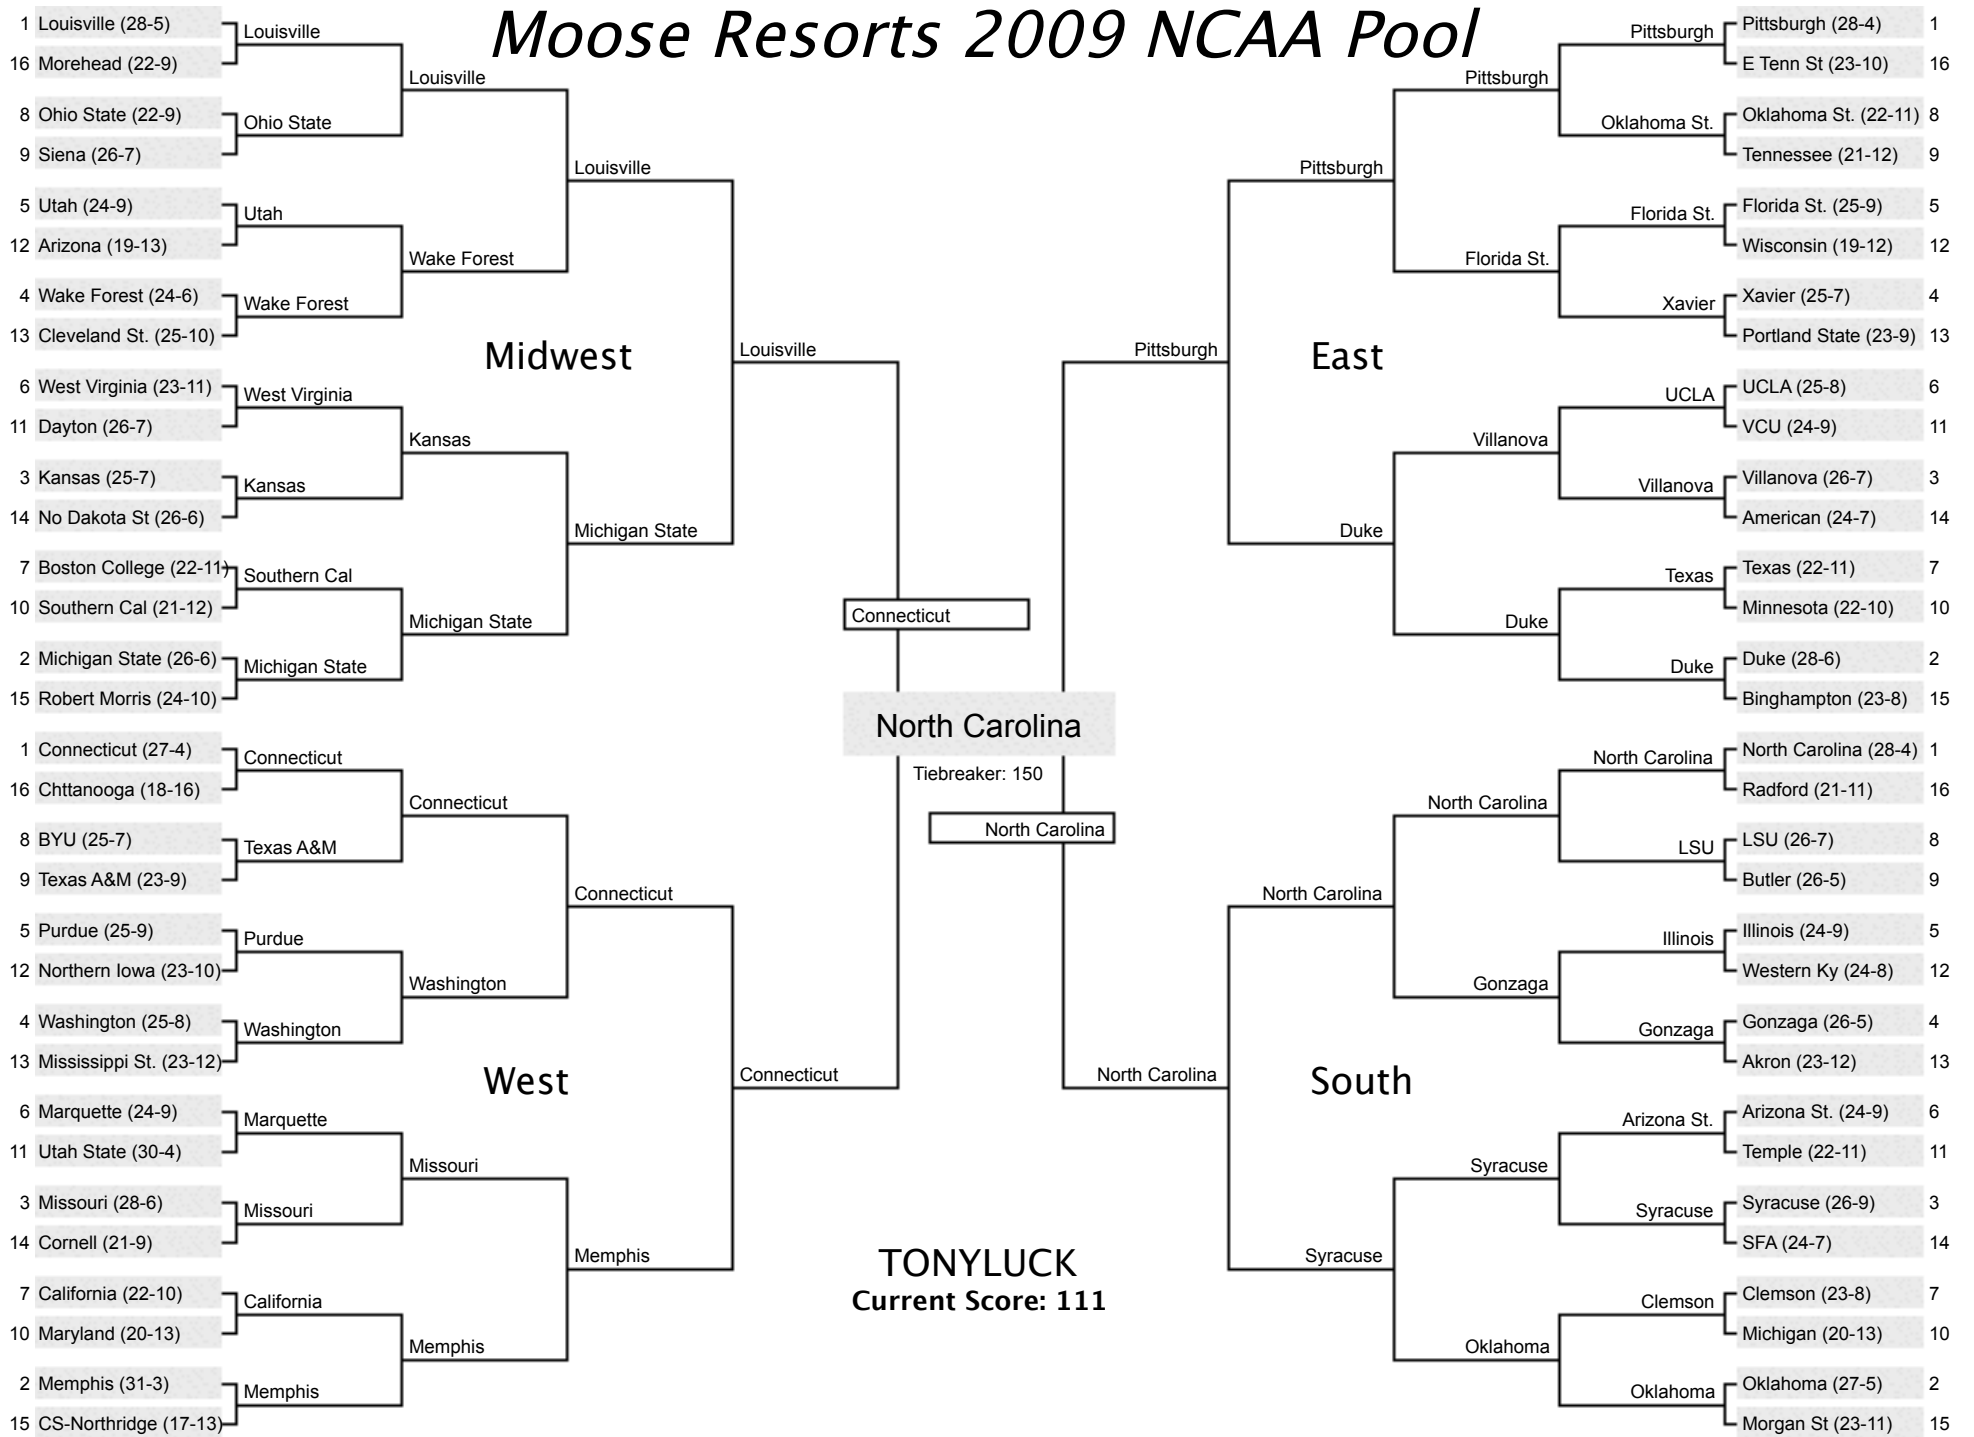 Moose Resorts 2009 NCAA Pool
1 Louisville (28-5)
16 Morehead (22-9)
8 Ohio State (22-9)
9 Siena (26-7)
5 Utah (24-9)
12 Arizona (19-13)
4 Wake Forest (24-6)
13 Cleveland St. (25-10)
6 West Virginia (23-11)
11 Dayton (26-7)
3 Kansas (25-7)
14 No Dakota St (26-6)
7 Boston College (22-11)
10 Southern Cal (21-12)
2 Michigan State (26-6)
15 Robert Morris (24-10)
Louisville
Ohio State
Utah
Wake Forest
West Virginia
Kansas
Southern Cal
Michigan State
Louisville
Wake Forest
Kansas
Michigan State
Louisville
Michigan State
Midwest
Louisville
1 Connecticut (27-4)
16 Chttanooga (18-16)
8 BYU (25-7)
9 Texas A&M (23-9)
5 Purdue (25-9)
12 Northern Iowa (23-10)
4 Washington (25-8)
13 Mississippi St. (23-12)
6 Marquette (24-9)
11 Utah State (30-4)
3 Missouri (28-6)
14 Cornell (21-9)
7 California (22-10)
10 Maryland (20-13)
2 Memphis (31-3)
15 CS-Northridge (17-13)
Connecticut
Texas A&M
Purdue
Washington
Marquette
Missouri
California
Memphis
Connecticut
Washington
Missouri
Memphis
Connecticut
Memphis
West
Connecticut
Connecticut
North Carolina
Tiebreaker: 150
North Carolina
TONYLUCK
Current Score: 111
Pittsburgh (28-4) 1
E Tenn St (23-10) 16
Oklahoma St. (22-11) 8
Tennessee (21-12) 9
Florida St. (25-9) 5
Wisconsin (19-12) 12
Xavier (25-7) 4
Portland State (23-9) 13
UCLA (25-8) 6
VCU (24-9) 11
Villanova (26-7) 3
American (24-7) 14
Texas (22-11) 7
Minnesota (22-10) 10
Duke (28-6) 2
Binghampton (23-8) 15
Pittsburgh
Oklahoma St.
Florida St.
Xavier
UCLA
Villanova
Texas
Duke
Pittsburgh
Florida St.
Villanova
Duke
Pittsburgh
Duke
East
Pittsburgh
North Carolina (28-4) 1
Radford (21-11) 16
LSU (26-7) 8
Butler (26-5) 9
Illinois (24-9) 5
Western Ky (24-8) 12
Gonzaga (26-5) 4
Akron (23-12) 13
Arizona St. (24-9) 6
Temple (22-11) 11
Syracuse (26-9) 3
SFA (24-7) 14
Clemson (23-8) 7
Michigan (20-13) 10
Oklahoma (27-5) 2
Morgan St (23-11) 15
North Carolina
LSU
Illinois
Gonzaga
Arizona St.
Syracuse
Clemson
Oklahoma
North Carolina
Gonzaga
Syracuse
Oklahoma
North Carolina
Syracuse
South
North Carolina